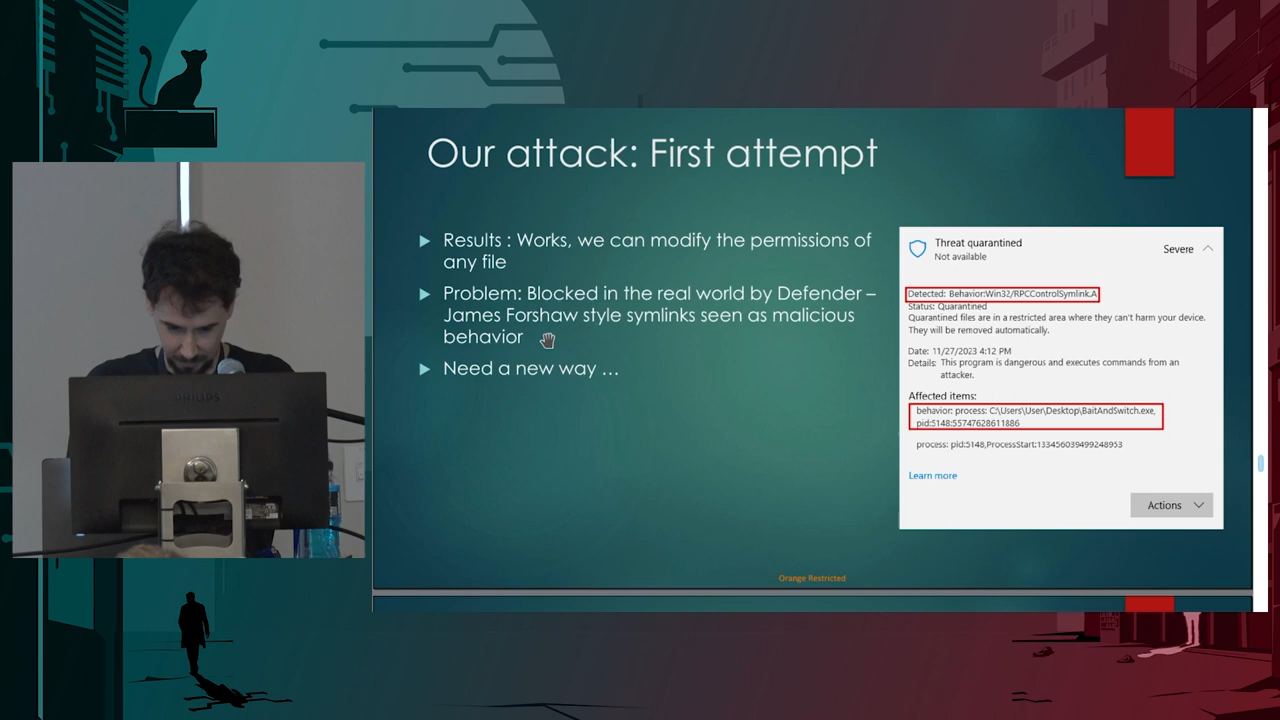 Our attack: First attempt
Results : Works, we can modify the permissions of
any file
Problem: Blocked in the real world by Defender –
James Forshaw style symlinks seen as malicious
behavior
Need a new way …
Threat quarantined
Not available
Severe
Detected: Behavior:Win32/RPCControlSymlink.A
Status: Quarantined
Quarantined files are in a restricted area where they can't harm your device.
They will be removed automatically.
Date: 11/27/2023 4:12 PM
Details: This program is dangerous and executes commands from an
attacker.
Affected items:
behavior: process: C:\Users\User\Desktop\BaitAndSwitch.exe,
pid:5148:55747628611886
process: pid:5148,ProcessStart:133456039499248953
Learn more
Actions
Orange Restricted
PHILIPS